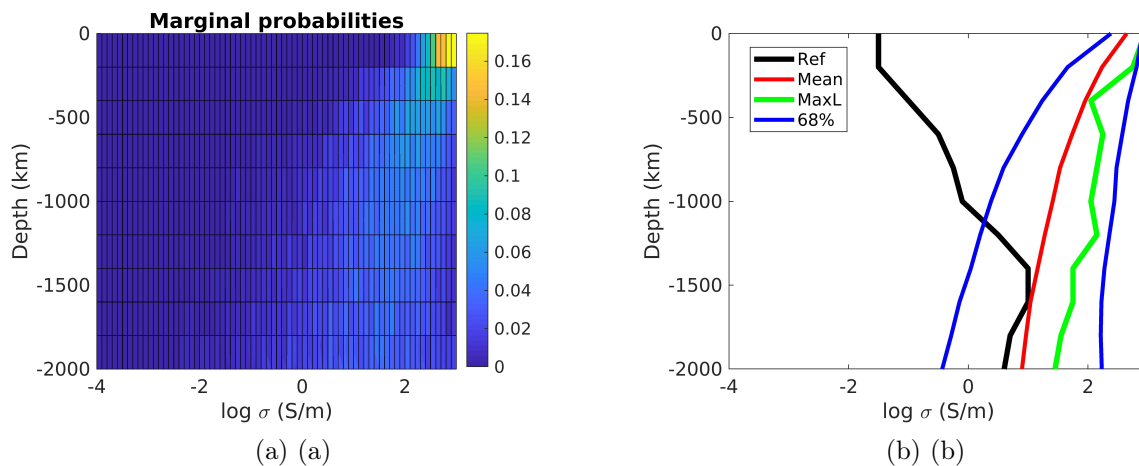 Marginal probabilities
0
-500
-1000
-1500
-2000
Depth (km)
-4
-2
0
2
log σ (S/m)
0.16
0.14
0.12
0.1
0.08
0.06
0.04
0.02
0
(a) (a)
0
-500
-1000
-1500
-2000
Depth (km)
Ref
Mean
MaxL
68%
-4
-2
0
2
log σ (S/m)
(b) (b)